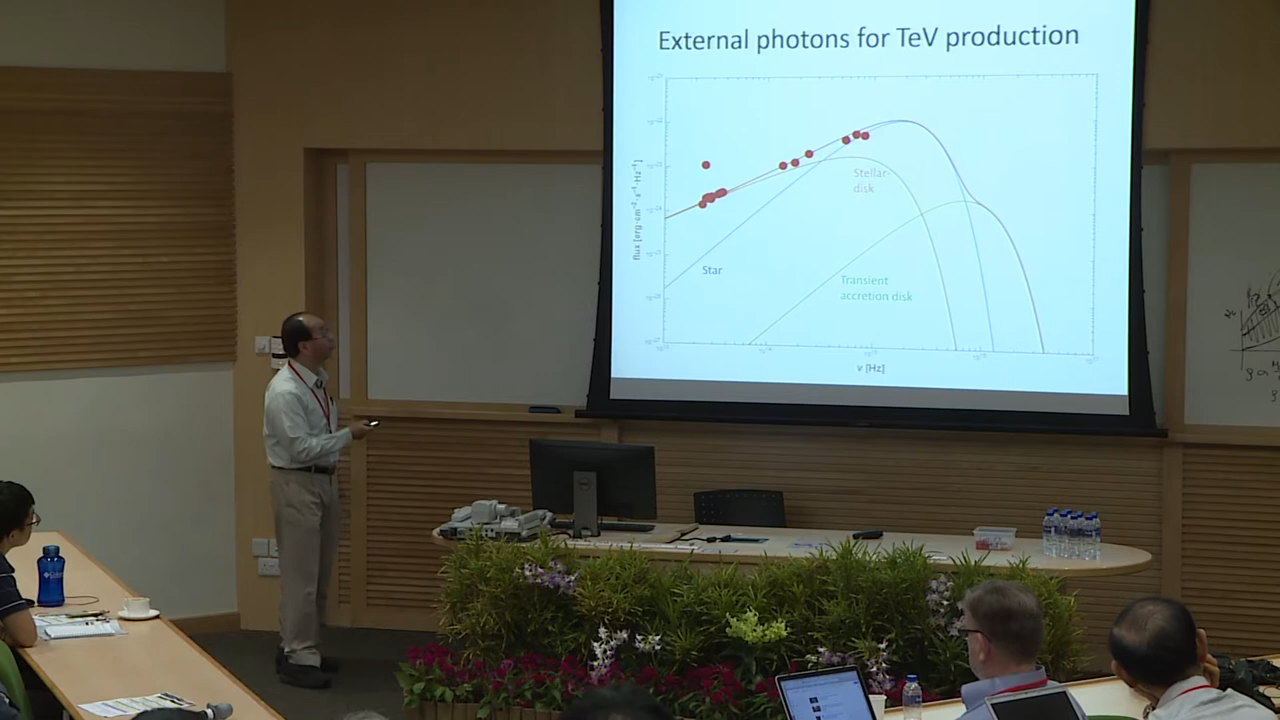 External photons for TeV production
flux [erg·cm⁻²·s⁻¹·Hz⁻¹]
Stellar
disk
Star
Transient
accretion disk
ν [Hz]